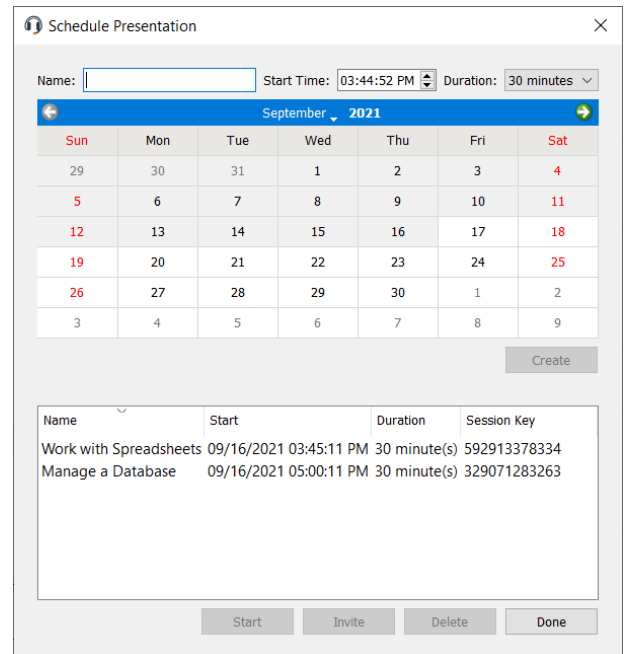 Schedule Presentation
Name: Start Time: 03:44:52 PM Duration: 30 minutes
September 2021
Sun Mon Tue Wed Thu Fri Sat
29 30 31 1 2 3 4
5 6 7 8 9 10 11
12 13 14 15 16 17 18
19 20 21 22 23 24 25
26 27 28 29 30 1 2
3 4 5 6 7 8 9
Create
Name Start Duration Session Key
Work with Spreadsheets 09/16/2021 03:45:11 PM 30 minute(s) 592913378334
Manage a Database 09/16/2021 05:00:11 PM 30 minute(s) 329071283263
Start Invite Delete Done